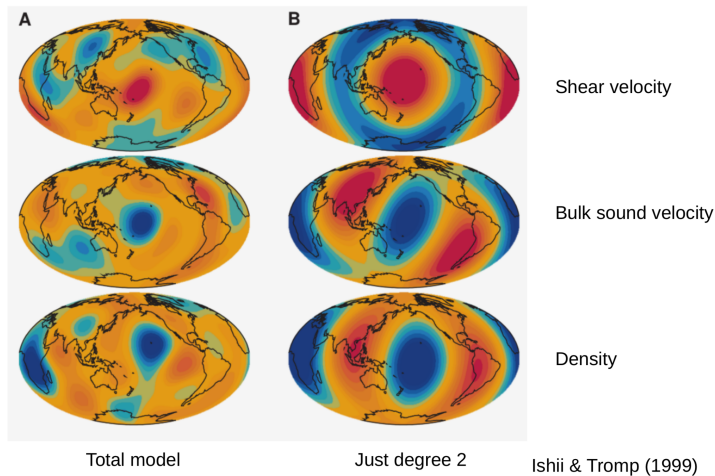 A
B
Shear velocity
Bulk sound velocity
Density
Total model
Just degree 2
Ishii & Tromp (1999)